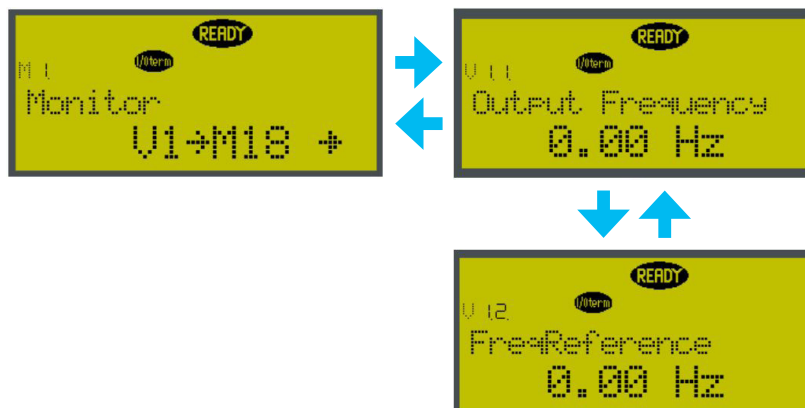 READY
I/Oterm
M1
Monitor
V1→M18
READY
I/Oterm
V1.1
Output Frequency
0.00 Hz
READY
I/Oterm
V1.2
FreqReference
0.00 Hz